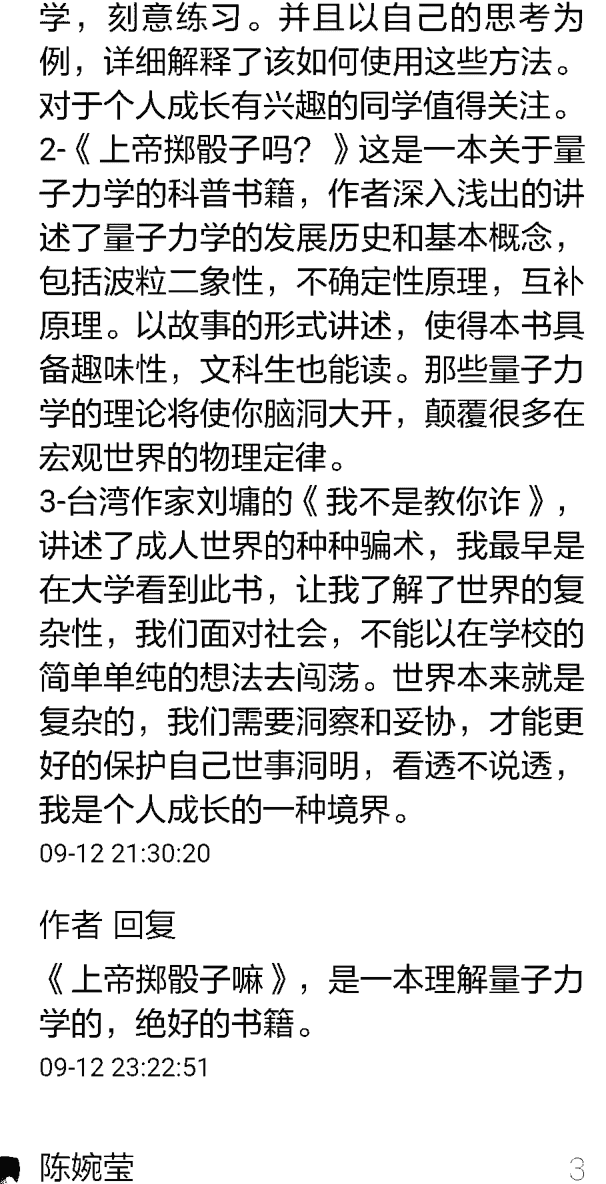 学，刻意练习。并且以自己的思考为
例，详细解释了该如何使用这些方法。
对于个人成长有兴趣的同学值得关注。
2-《上帝掷骰子吗？》这是一本关于量
子力学的科普书籍，作者深入浅出的讲
述了量子力学的发展历史和基本概念，
包括波粒二象性，不确定性原理，互补
原理。以故事的形式讲述，使得本书具
备趣味性，文科生也能读。那些量子力
学的理论将使你脑洞大开，颠覆很多在
宏观世界的物理定律。
3-台湾作家刘墉的《我不是教你诈》，
讲述了成人世界的种种骗术，我最早是
在大学看到此书，让我了解了世界的复
杂性，我们面对社会，不能以在学校的
简单单纯的想法去闯荡。世界本来就是
复杂的，我们需要洞察和妥协，才能更
好的保护自己世事洞明，看透不说透，
我是个人成长的一种境界。
09-12 21:30:20
作者 回复
《上帝掷骰子嘛》，是一本理解量子力
学的，绝好的书籍。
09-12 23:22:51
陈婉莹 3